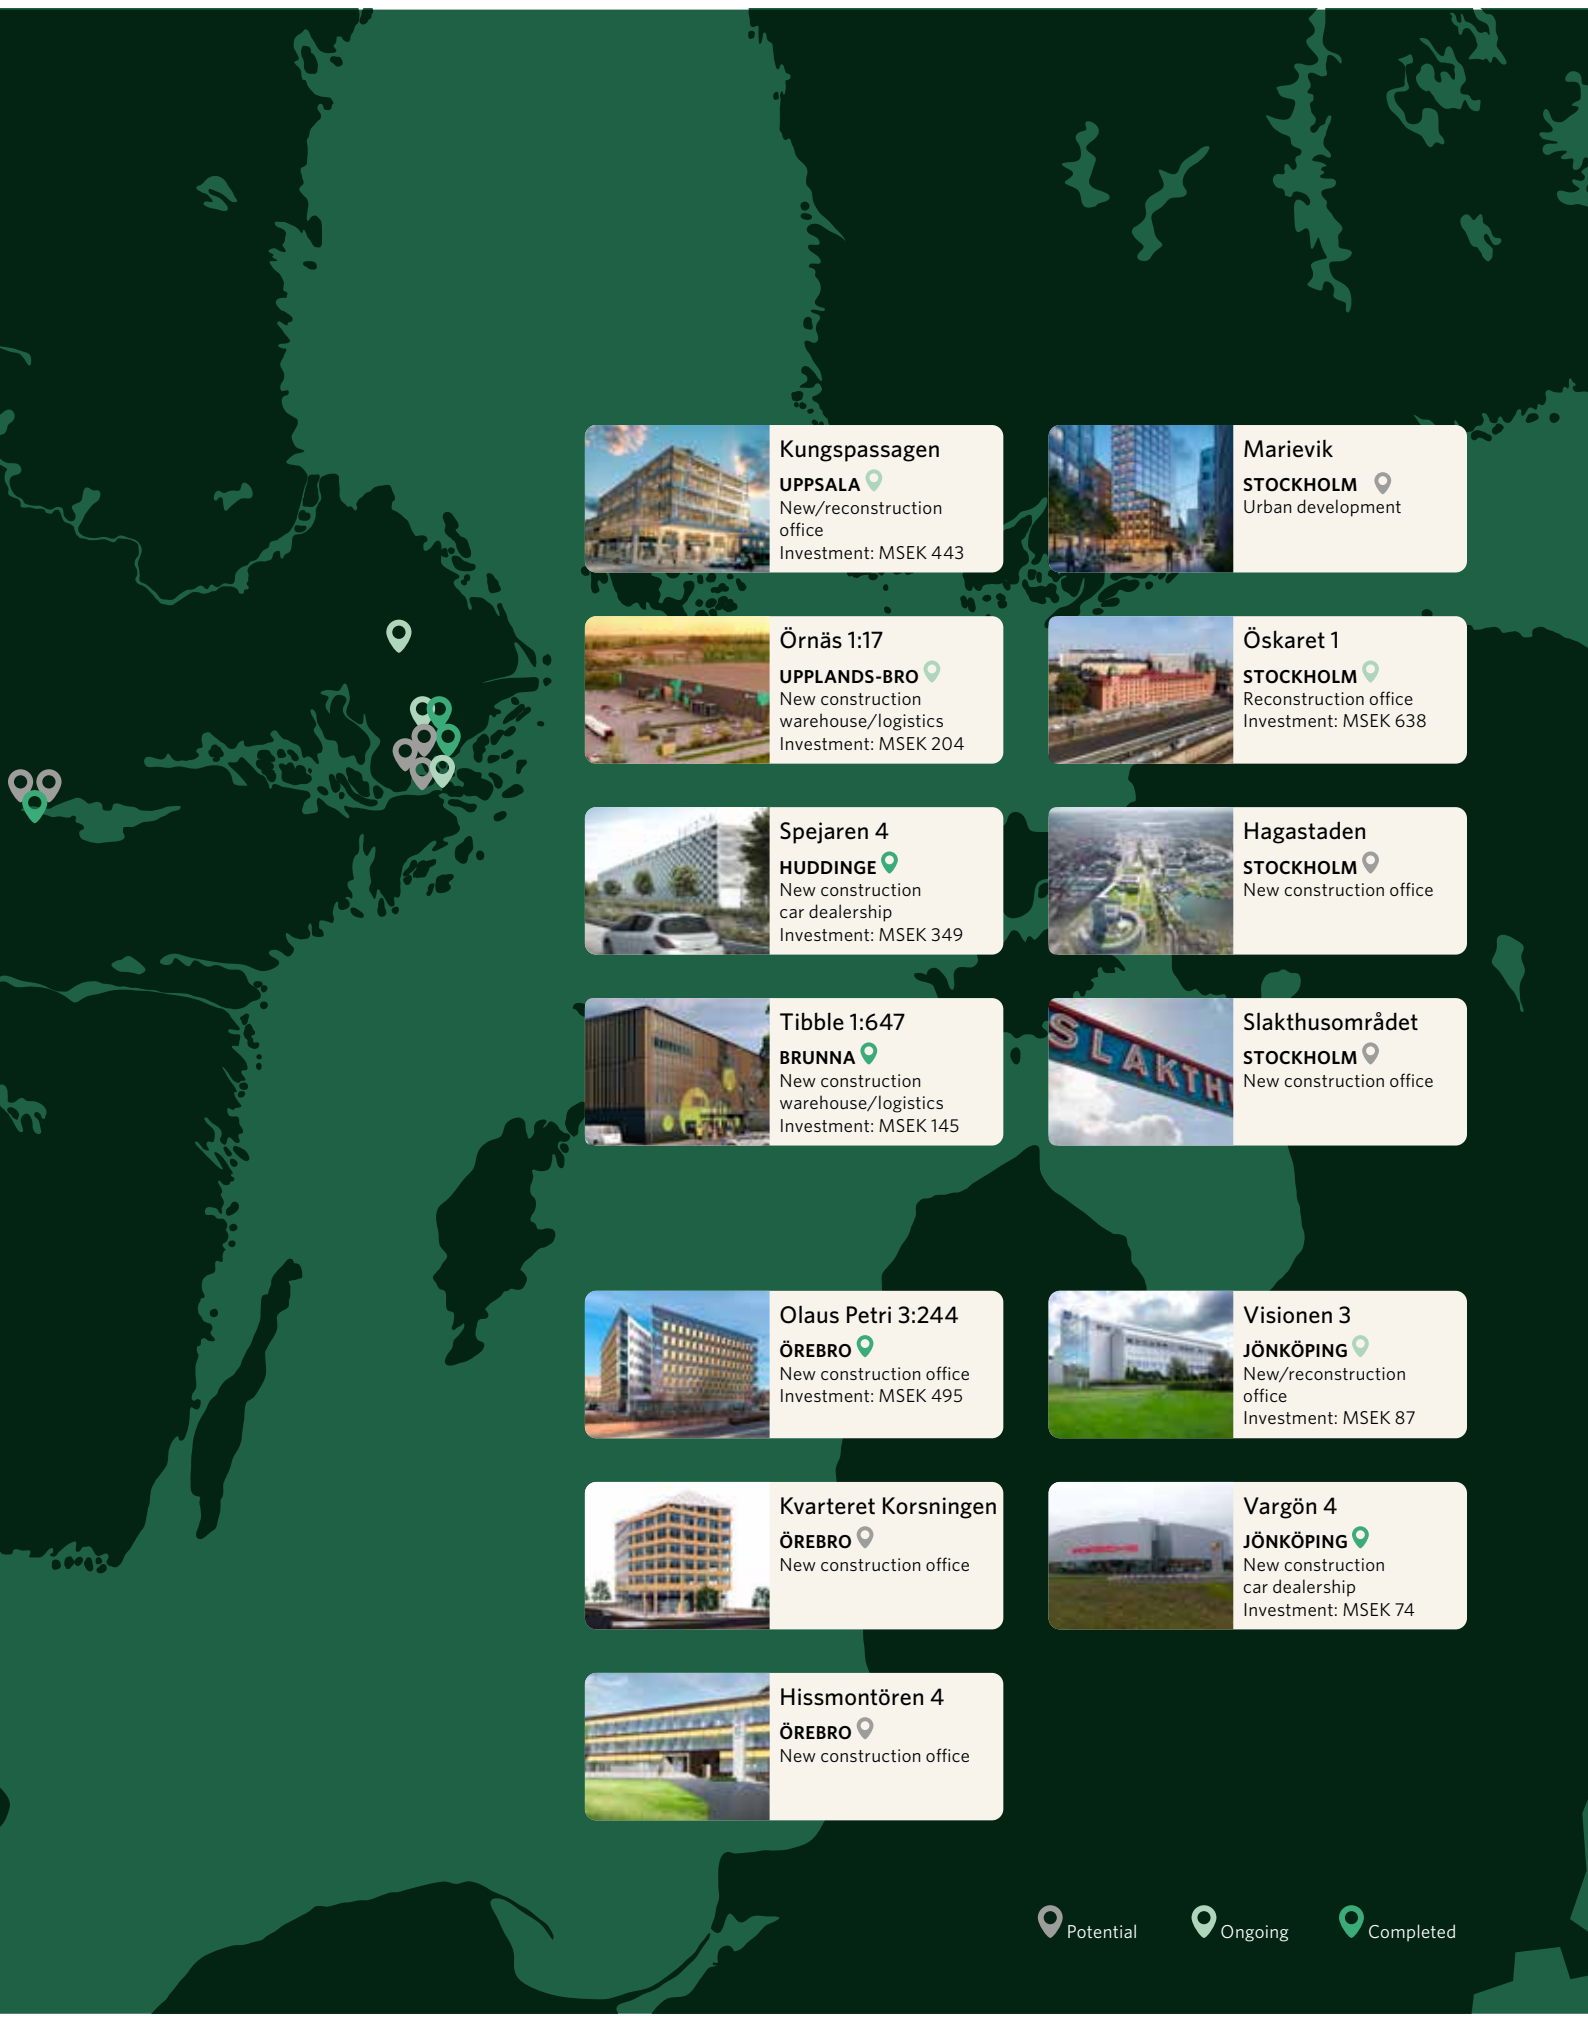 Kungspassagen
UPPSALA
New/reconstruction
office
Investment: MSEK 443
Marievik
STOCKHOLM
Urban development
Örnäs 1:17
UPPLANDS-BRO
New construction
warehouse/logistics
Investment: MSEK 204
Öskaret 1
STOCKHOLM
Reconstruction office
Investment: MSEK 638
Spejaren 4
HUDDINGE
New construction
car dealership
Investment: MSEK 349
Hagastaden
STOCKHOLM
New construction office
Tibble 1:647
BRUNNA
New construction
warehouse/logistics
Investment: MSEK 145
SLAKTH
Slakthusområdet
STOCKHOLM
New construction office
Olaus Petri 3:244
ÖREBRO
New construction office
Investment: MSEK 495
Visionen 3
JÖNKÖPING
New/reconstruction
office
Investment: MSEK 87
Kvarteret Korsningen
ÖREBRO
New construction office
PORSCHE
Vargön 4
JÖNKÖPING
New construction
car dealership
Investment: MSEK 74
Hissmontören 4
ÖREBRO
New construction office
Potential
Ongoing
Completed